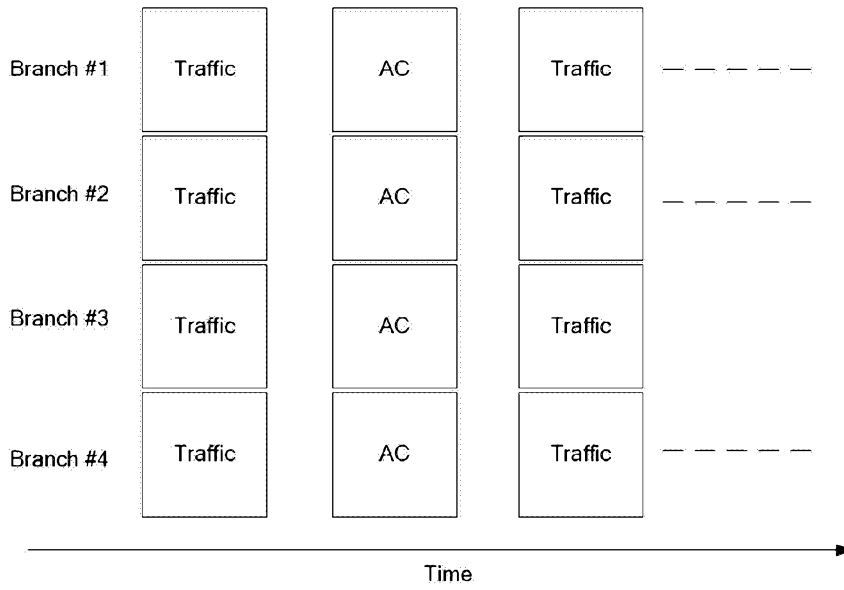 Branch #1 Traffic AC Traffic
Branch #2 Traffic AC Traffic
Branch #3 Traffic AC Traffic
Branch #4 Traffic AC Traffic
Time